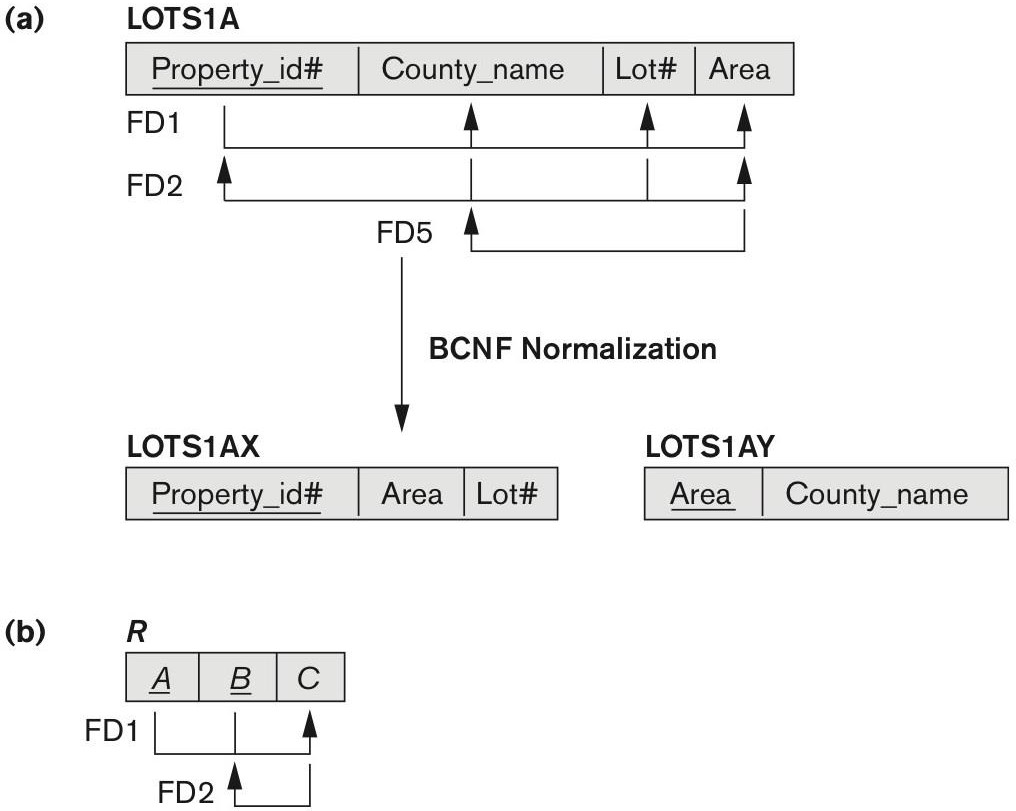 (a) LOTS1A
Property_id# County_name Lot# Area
FD1
FD2
FD5
BCNF Normalization
LOTS1AX LOTS1AY
Property_id# Area Lot# Area County_name
(b) R
A B C
FD1
FD2